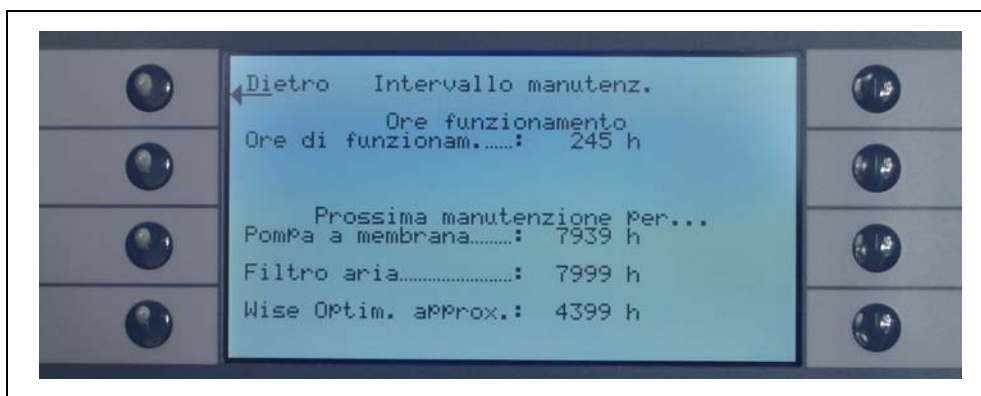 Dietro Intervallo manutenz.
Ore funzionamento
Ore di funzionam.....: 245 h
Prossima manutenzione per...
Pompa a membrana........: 7939 h
Filtro aria......................: 7999 h
Wise Optim. approx.: 4399 h